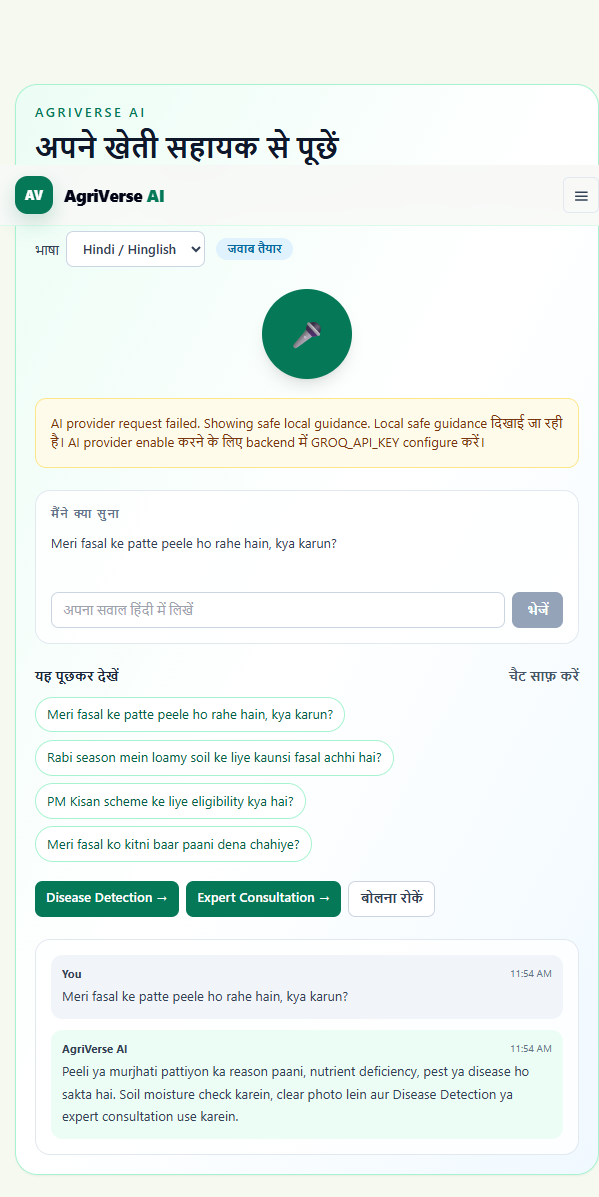 AGRIVERSE AI
अपने खेती सहायक से पूछें
AV
AgriVerse AI
भाषा
Hindi / Hinglish
जवाब तैयार
AI provider request failed. Showing safe local guidance. Local safe guidance दिखाई जा रही
है। AI provider enable करने के लिए backend में GROQ_API_KEY configure करें।
मैंने क्या सुना
Meri fasal ke patte peele ho rahe hain, kya karun?
अपना सवाल हिंदी में लिखें
भेजें
यह पूछकर देखें
चैट साफ़ करें
Meri fasal ke patte peele ho rahe hain, kya karun?
Rabi season mein loamy soil ke liye kaunsi fasal achhi hai?
PM Kisan scheme ke liye eligibility kya hai?
Meri fasal ko kitni baar paani dena chahiye?
Disease Detection →
Expert Consultation →
बोलना रोकें
You
11:54 AM
Meri fasal ke patte peele ho rahe hain, kya karun?
AgriVerse AI
11:54 AM
Peeli ya murjhati pattiyon ka reason paani, nutrient deficiency, pest ya disease ho
sakta hai. Soil moisture check karein, clear photo lein aur Disease Detection ya
expert consultation use karein.